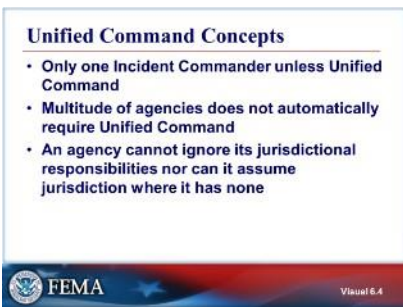 Unified Command Concepts
• Only one Incident Commander unless Unified
Command
• Multitude of agencies does not automatically
require Unified Command
• An agency cannot ignore its jurisdictional
responsibilities nor can it assume
jurisdiction where it has none
FEMA
Visual 6.4